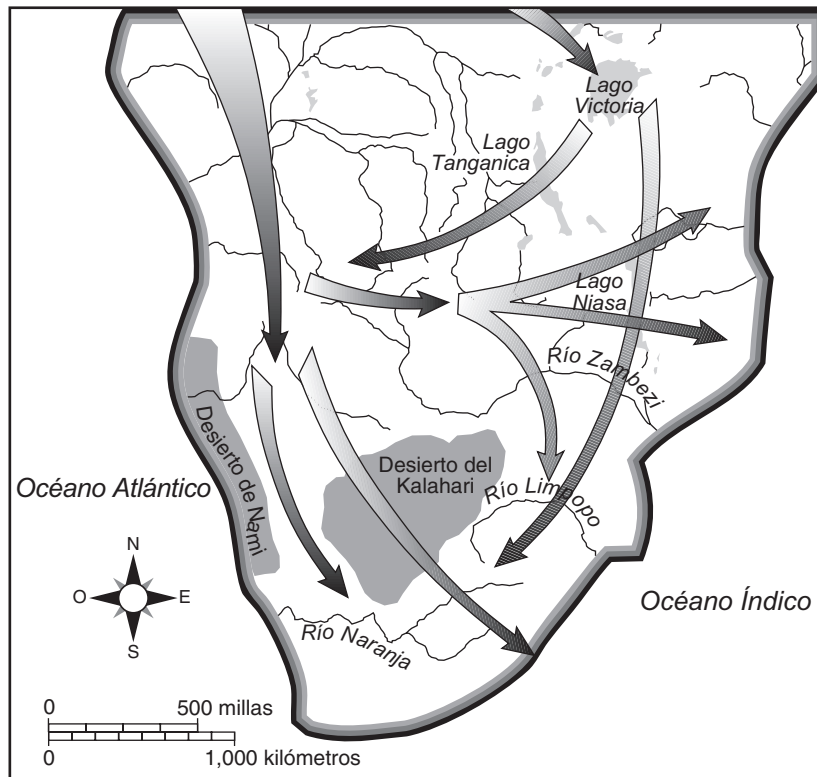 Lago
Victoria
Lago
Tanganica
Lago
Niasa
Río Zambezi
Desierto de Nami
Desierto del
Kalahari
Río Limpopo
Océano Atlántico
N
O
E
S
Océano Índico
Río Naranja
0
500 millas
0
1,000 kilómetros